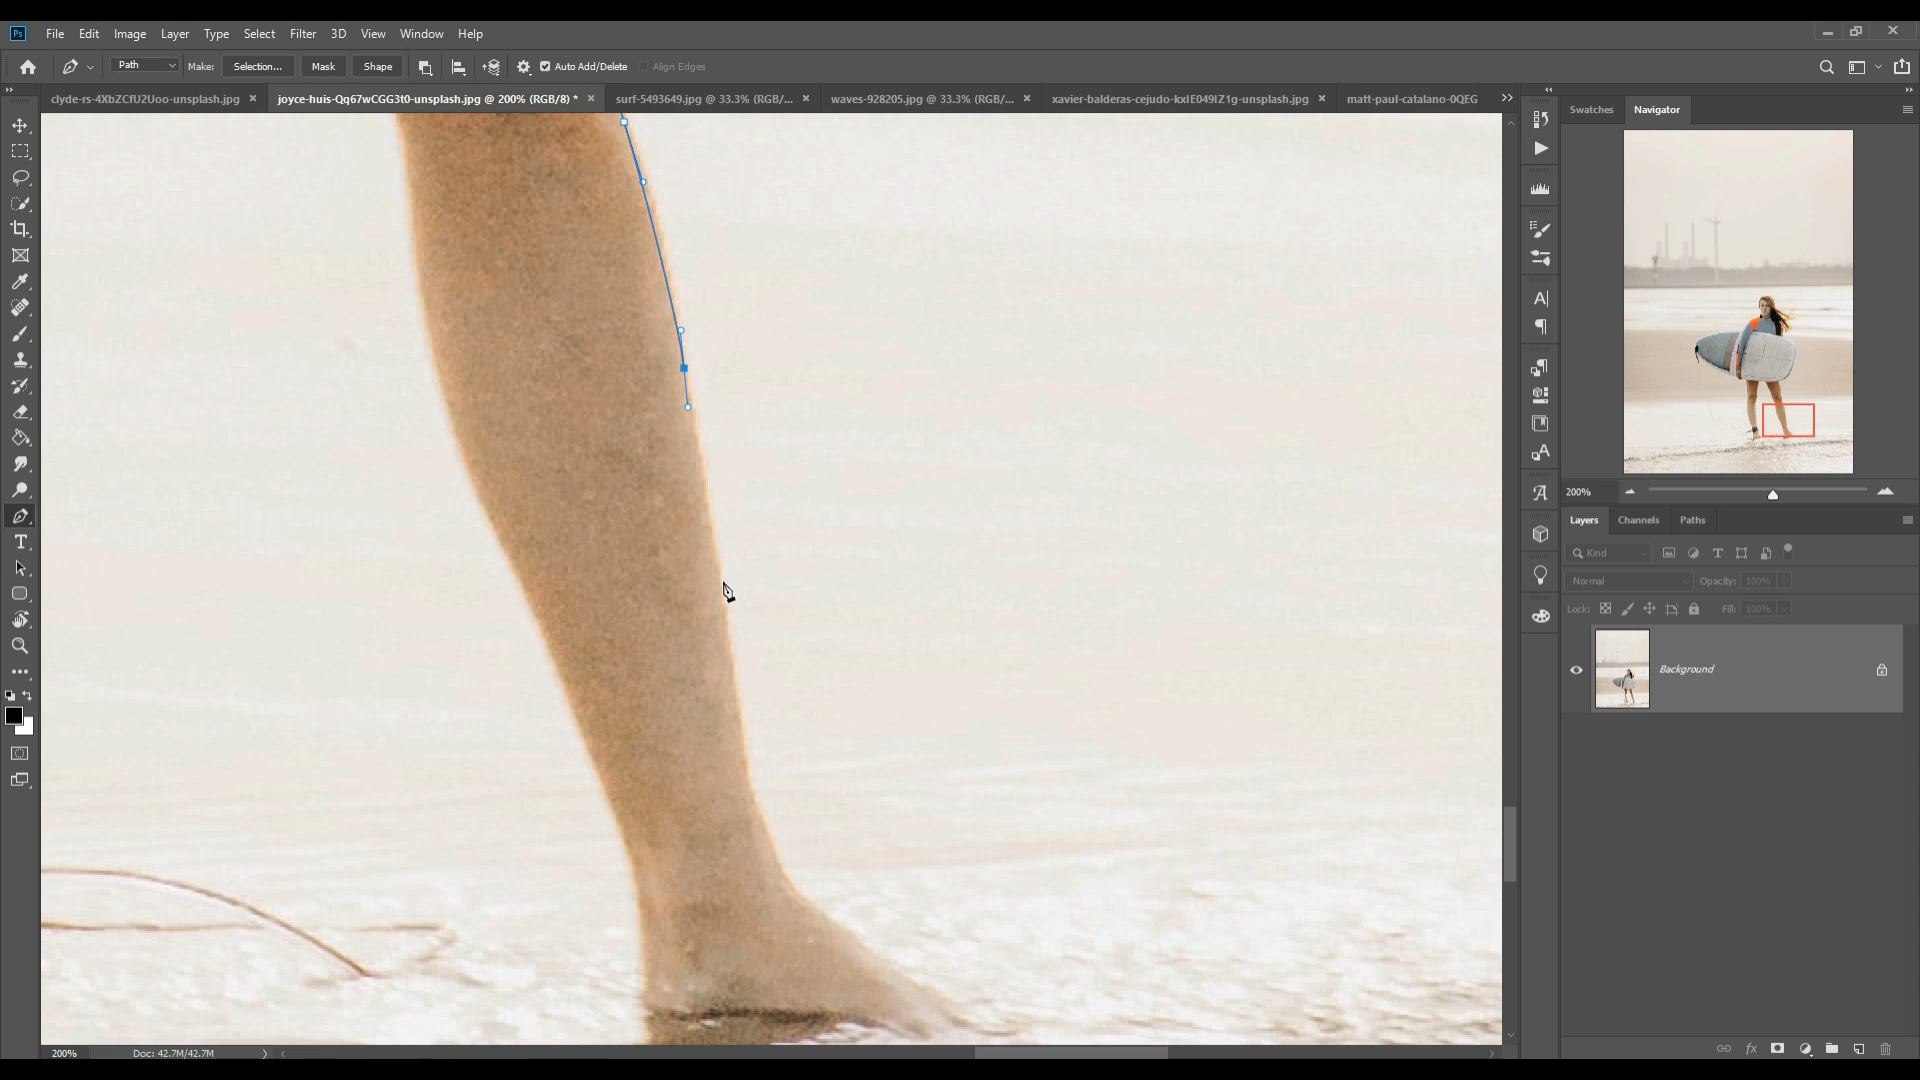 Ps File Edit Image Layer Type Select Filter 3D View Window Help
Path Make: Selection... Mask Shape Auto Add/Delete Align Edges
clyde-rs-4XbZCfU2Uoo-unsplash.jpg × joyce-huis-Qq67wCGG3t0-unsplash.jpg @ 200% (RGB/8) * × surf-5493649.jpg @ 33.3% (RGB/... × waves-928205.jpg @ 33.3% (RGB/... × xavier-balderas-cejudo-kxIE049IZ1g-unsplash.jpg × matt-paul-catalano-0QEG
Swatches Navigator
200%
Layers Channels Paths
Kind
Normal Opacity: 100%
Lock: Fill: 100%
Background
200% Doc: 42.7M/42.7M